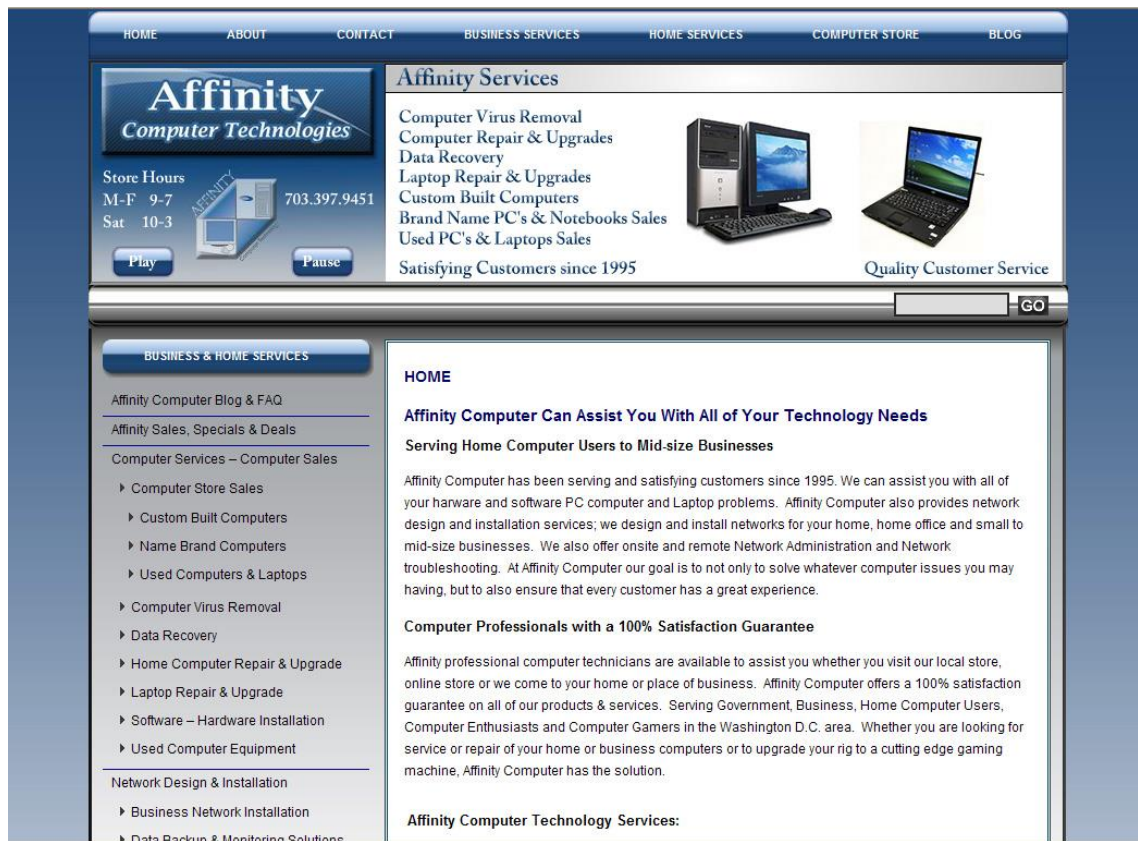 HOME ABOUT CONTACT BUSINESS SERVICES HOME SERVICES COMPUTER STORE BLOG
Affinity
Computer Technologies
Store Hours
M-F 9-7
Sat 10-3
AFFINITY
703.397.9451
Play Pause
Affinity Services
Computer Virus Removal
Computer Repair & Upgrades
Data Recovery
Laptop Repair & Upgrades
Custom Built Computers
Brand Name PC's & Notebooks Sales
Used PC's & Laptops Sales
Satisfying Customers since 1995
Quality Customer Service
GO
BUSINESS & HOME SERVICES
Affinity Computer Blog & FAQ
Affinity Sales, Specials & Deals
Computer Services – Computer Sales
Computer Store Sales
Custom Built Computers
Name Brand Computers
Used Computers & Laptops
Computer Virus Removal
Data Recovery
Home Computer Repair & Upgrade
Laptop Repair & Upgrade
Software – Hardware Installation
Used Computer Equipment
Network Design & Installation
Business Network Installation
Data Backup & Monitoring Solutions
HOME
Affinity Computer Can Assist You With All of Your Technology Needs
Serving Home Computer Users to Mid-size Businesses
Affinity Computer has been serving and satisfying customers since 1995. We can assist you with all of
your harware and software PC computer and Laptop problems. Affinity Computer also provides network
design and installation services; we design and install networks for your home, home office and small to
mid-size businesses. We also offer onsite and remote Network Administration and Network
troubleshooting. At Affinity Computer our goal is to not only to solve whatever computer issues you may
having, but to also ensure that every customer has a great experience.
Computer Professionals with a 100% Satisfaction Guarantee
Affinity professional computer technicians are available to assist you whether you visit our local store,
online store or we come to your home or place of business. Affinity Computer offers a 100% satisfaction
guarantee on all of our products & services. Serving Government, Business, Home Computer Users,
Computer Enthusiasts and Computer Gamers in the Washington D.C. area. Whether you are looking for
service or repair of your home or business computers or to upgrade your rig to a cutting edge gaming
machine, Affinity Computer has the solution.
Affinity Computer Technology Services: